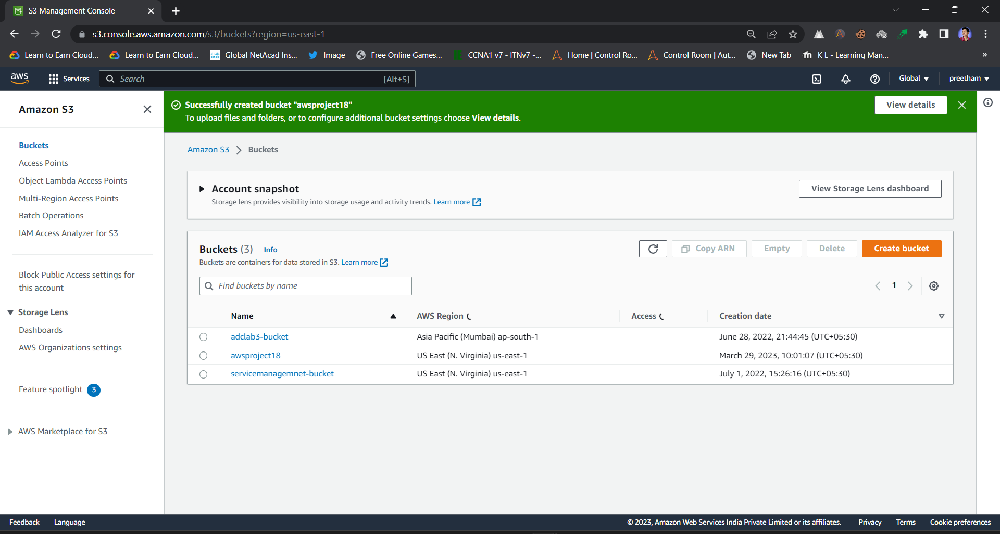 S3 Management Console
s3.console.aws.amazon.com/s3/buckets?region=us-east-1
Learn to Earn Cloud... Learn to Earn Cloud... Global NetAcad Ins... Image Free Online Games... CCNA1 v7 - ITNv7 -... Home | Control Ro... Control Room | Aut... New Tab K L - Learning Man... »
aws Services Search [Alt+S] Global preetham
Amazon S3
Buckets
Access Points
Object Lambda Access Points
Multi-Region Access Points
Batch Operations
IAM Access Analyzer for S3
Block Public Access settings for
this account
Storage Lens
Dashboards
AWS Organizations settings
Feature spotlight 3
AWS Marketplace for S3
Successfully created bucket "awsproject18"
To upload files and folders, or to configure additional bucket settings choose View details.
View details
Amazon S3 Buckets
Account snapshot
Storage lens provides visibility into storage usage and activity trends. Learn more
View Storage Lens dashboard
Buckets (3) Info
Buckets are containers for data stored in S3. Learn more
Copy ARN Empty Delete Create bucket
Find buckets by name
1
Name AWS Region Access Creation date
adclab3-bucket Asia Pacific (Mumbai) ap-south-1 June 28, 2022, 21:44:45 (UTC+05:30)
awsproject18 US East (N. Virginia) us-east-1 March 29, 2023, 10:01:07 (UTC+05:30)
servicemanagemnet-bucket US East (N. Virginia) us-east-1 July 1, 2022, 15:26:16 (UTC+05:30)
Feedback Language © 2023, Amazon Web Services India Private Limited or its affiliates. Privacy Terms Cookie preferences